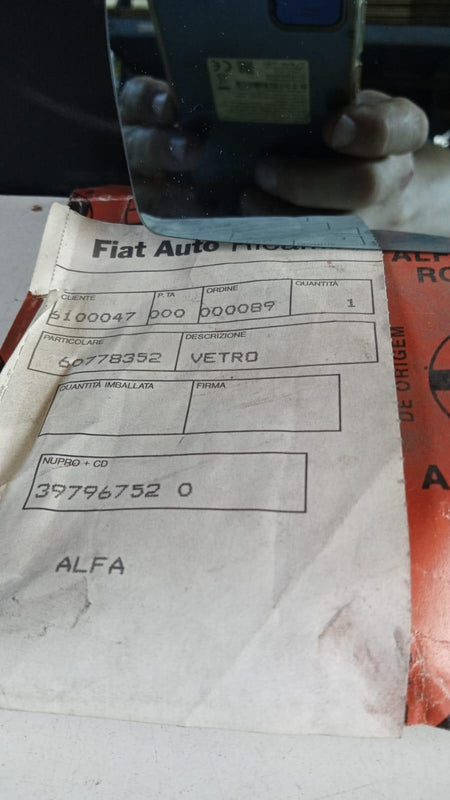 Fiat Auto
CLIENTE P.TA ORDINE QUANTITÀ
6100047 000 000089 1
PARTICOLARE DESCRIZIONE
60778352 VETRO
QUANTITÀ IMBALLATA FIRMA
NUPRO + CD
39796752 0
ALFA
DE ORIGEM